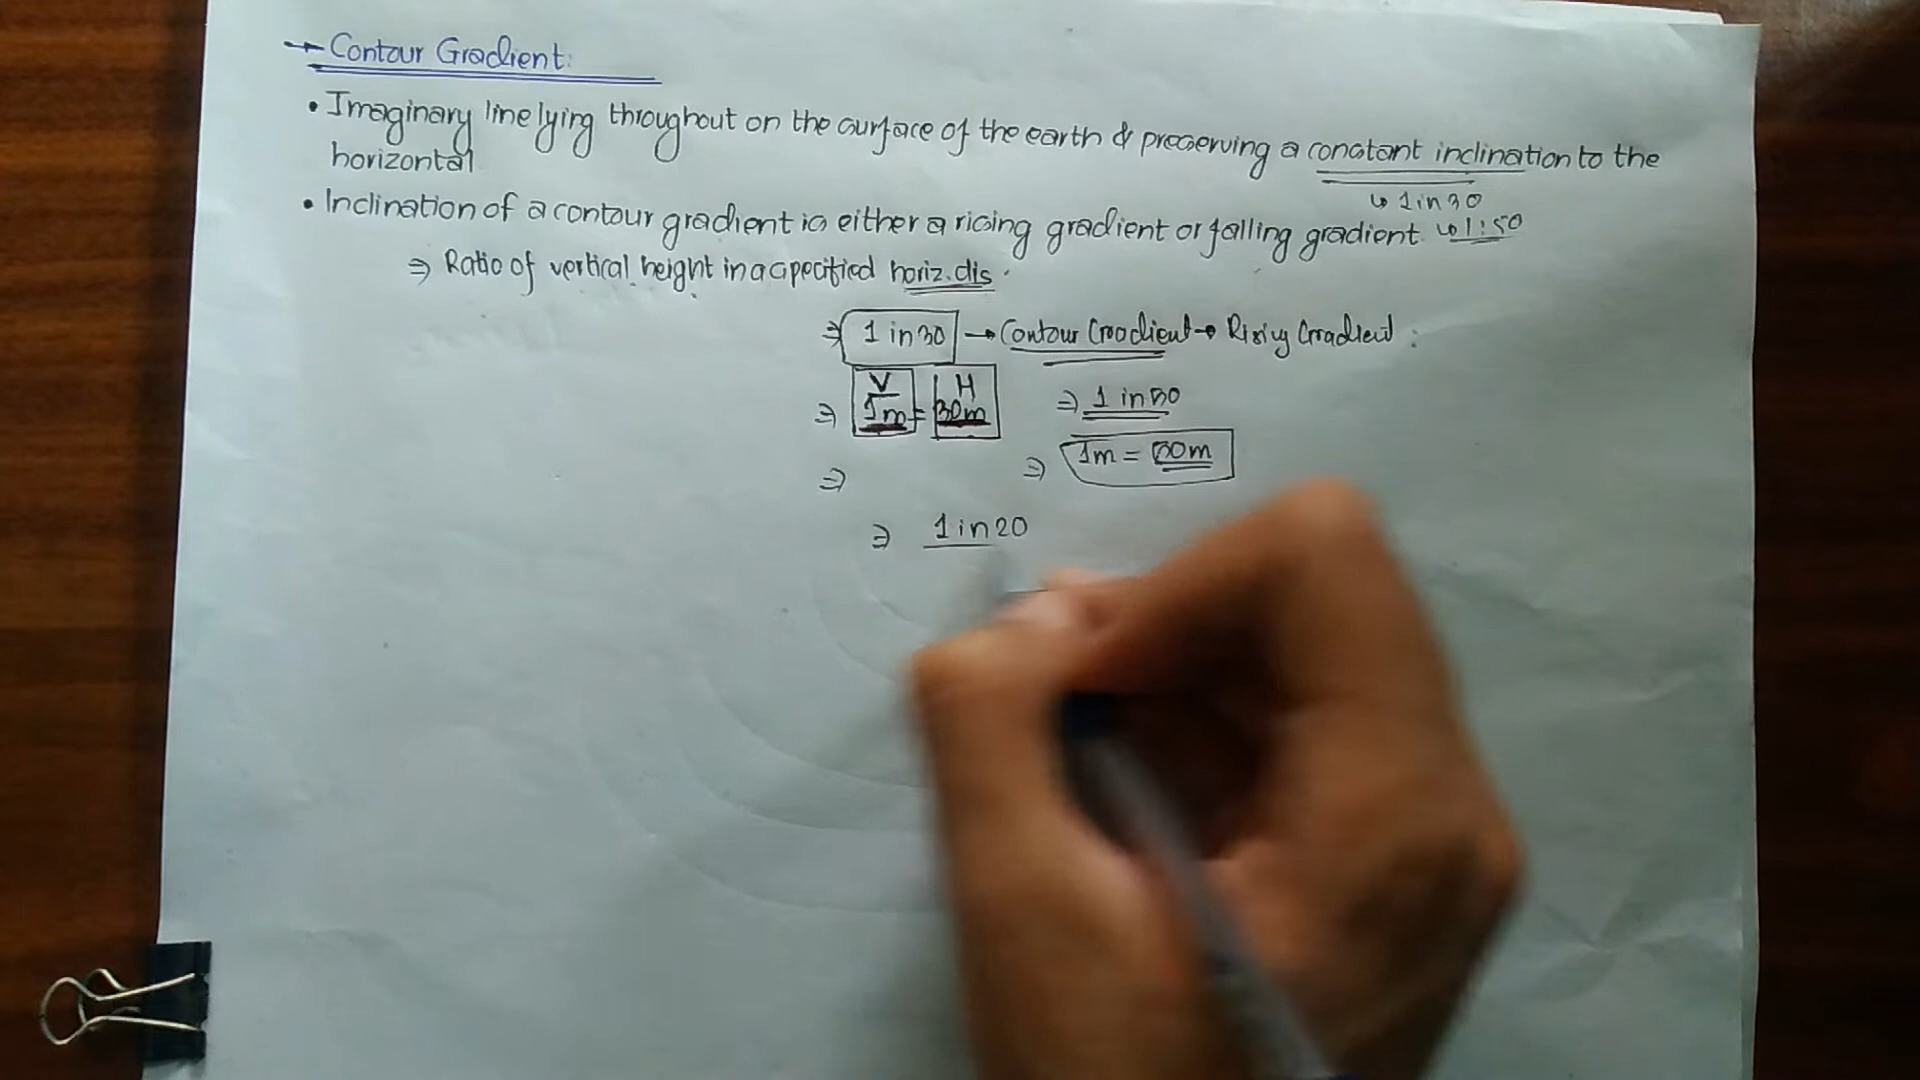 → Contour Gradient:
• Imaginary line lying throughout on the surface of the earth & preserving a constant inclination to the
horizontal
↳ 1 in 30
• Inclination of a contour gradient is either a rising gradient or falling gradient ↳ 1:50
⇒ Ratio of vertical height in a specified horiz. dis.
⇒ 1 in 30 → Contour Gradient → Rising Gradient:
V H
⇒ 1m = 30m ⇒ 1 in
⇒ ⇒ 1m =
⇒ 1 in 20